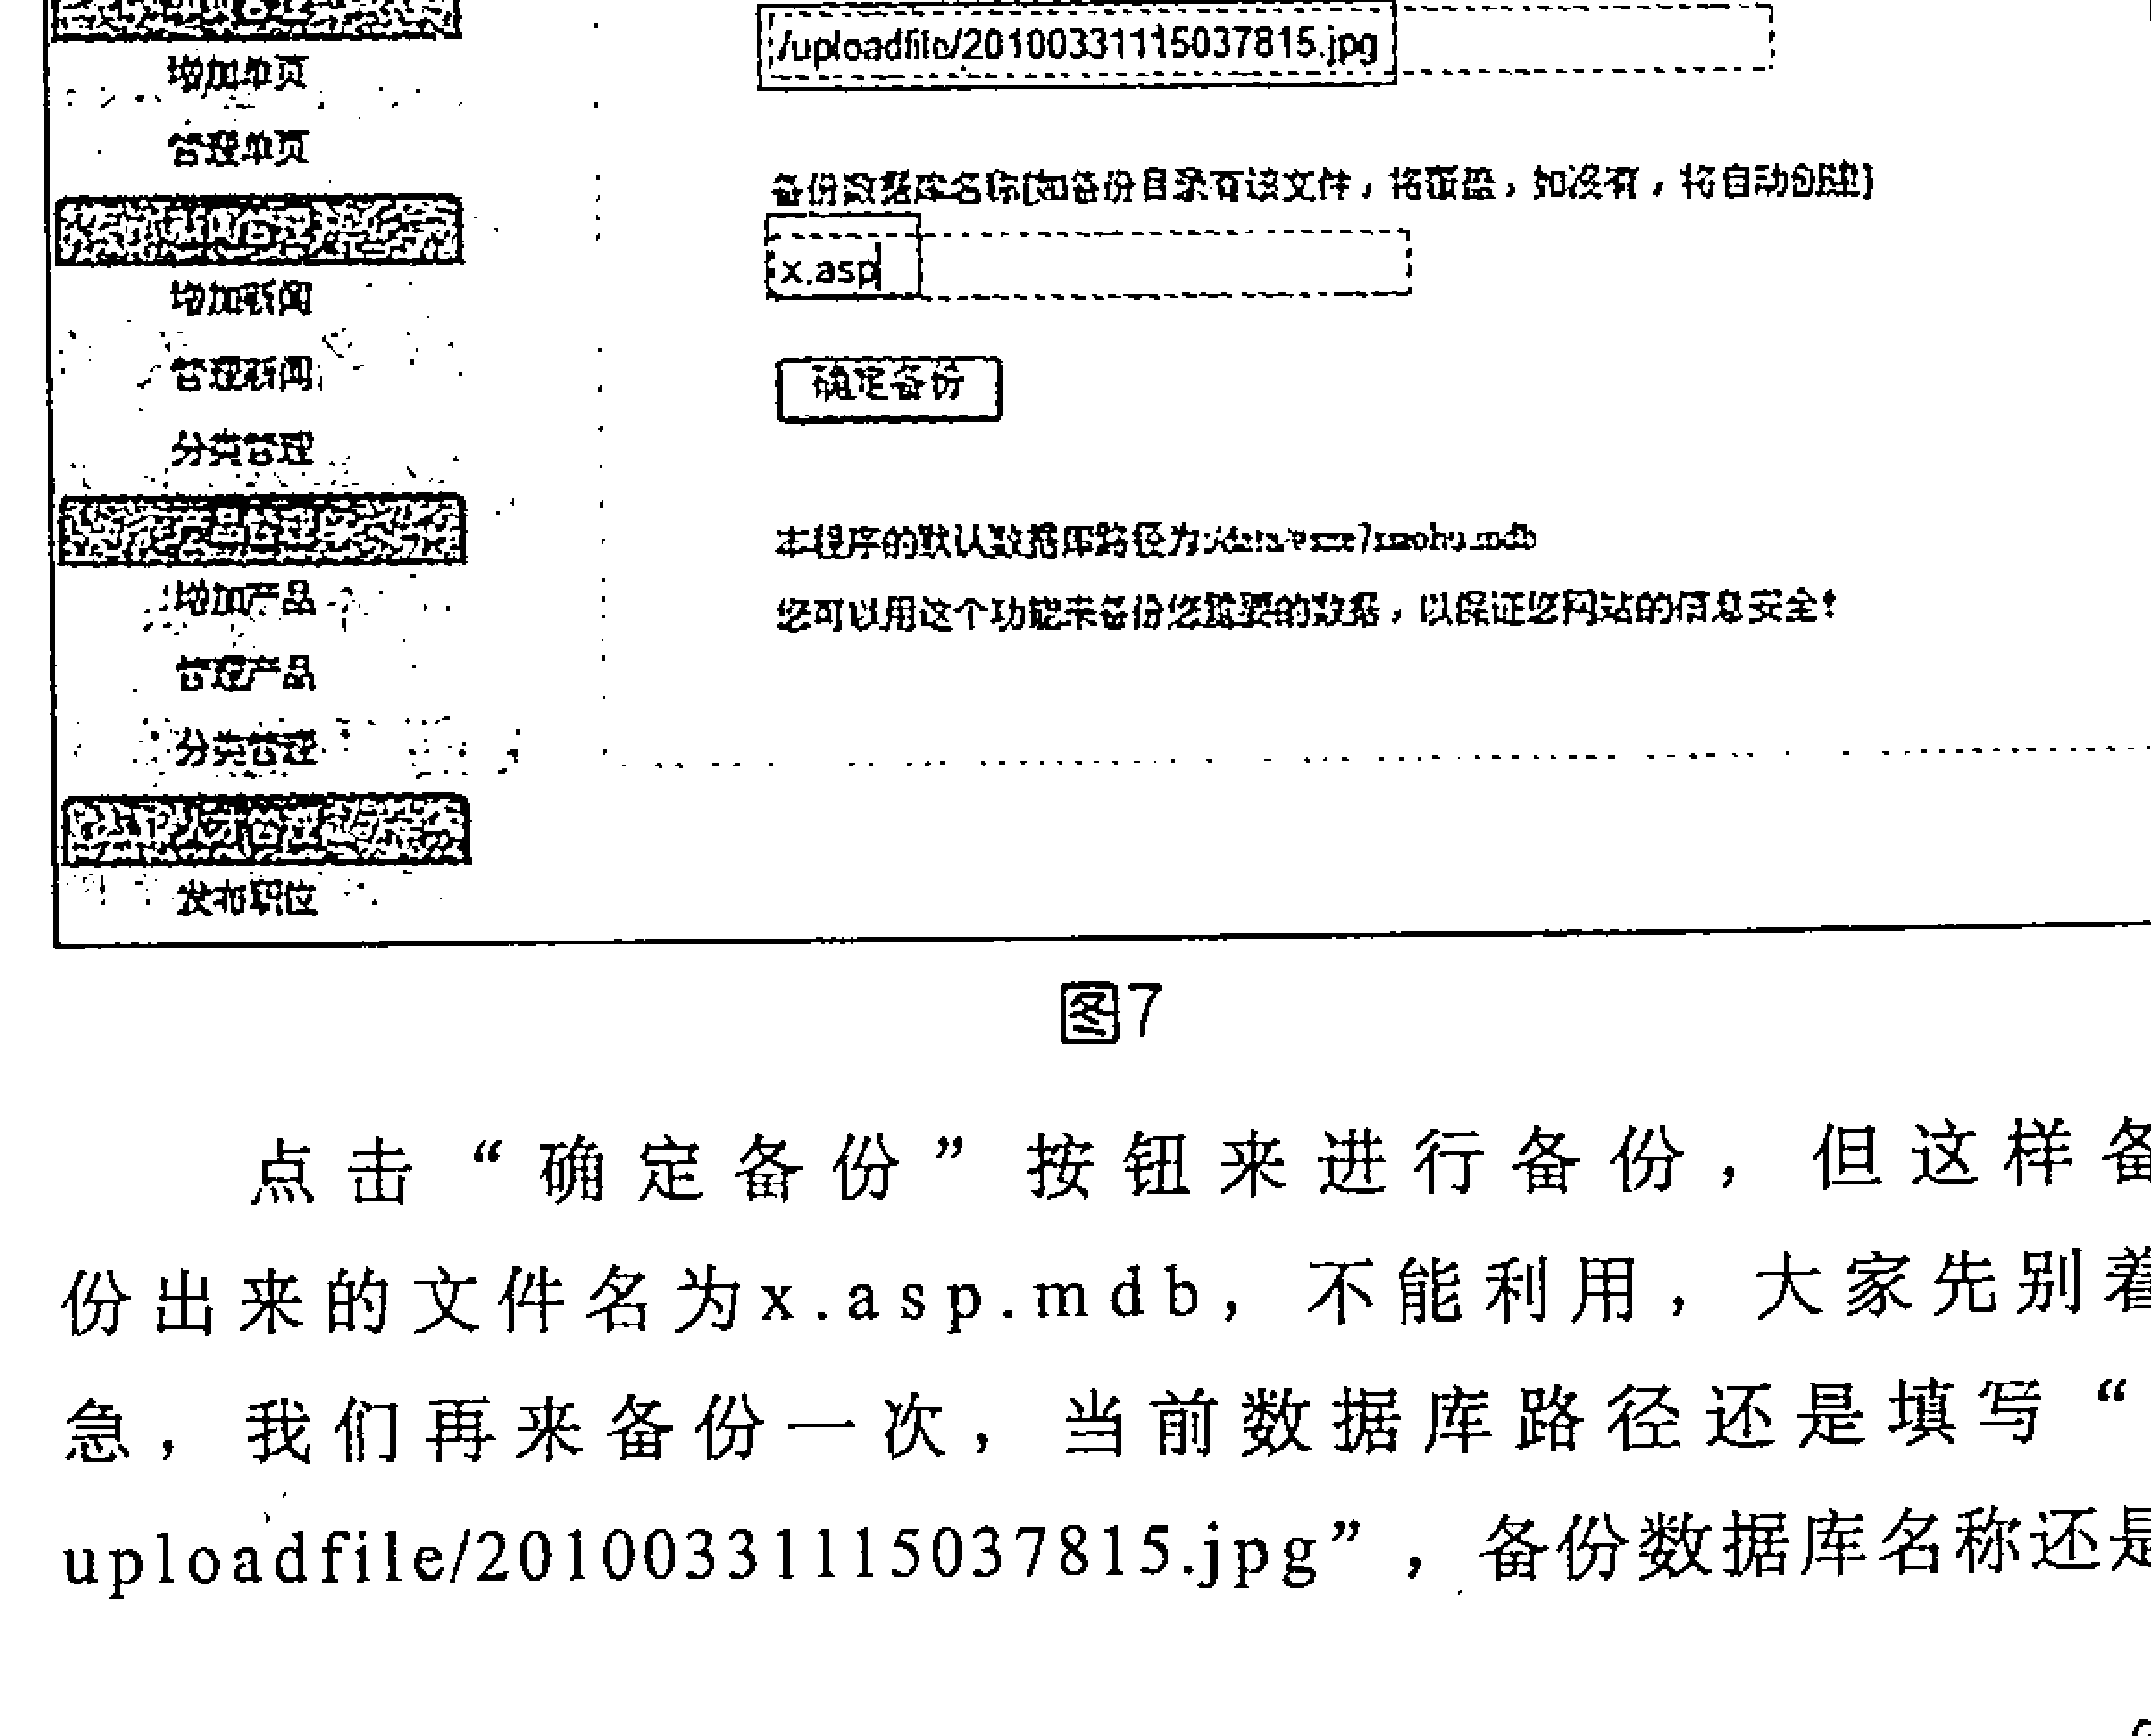 /uploadfile/20100331115037815.jpg
增加单页
管理单页
备份数据库名称[如备份目录有该文件，将覆盖，如没有，将自动创建]
x.asp
增加新闻
管理新闻
确定备份
分类管理
产品管理
本程序的默认数据库路径为
增加产品
您可以用这个功能来备份您重要的数据，以保证您网站的信息安全！
管理产品
分类管理
发布职位
图7
点击“确定备份”按钮来进行备份，但这样备
份出来的文件名为x.asp.mdb，不能利用，大家先别着
急，我们再来备份一次，当前数据库路径还是填写“
uploadfile/20100331115037815.jpg”，备份数据库名称还是